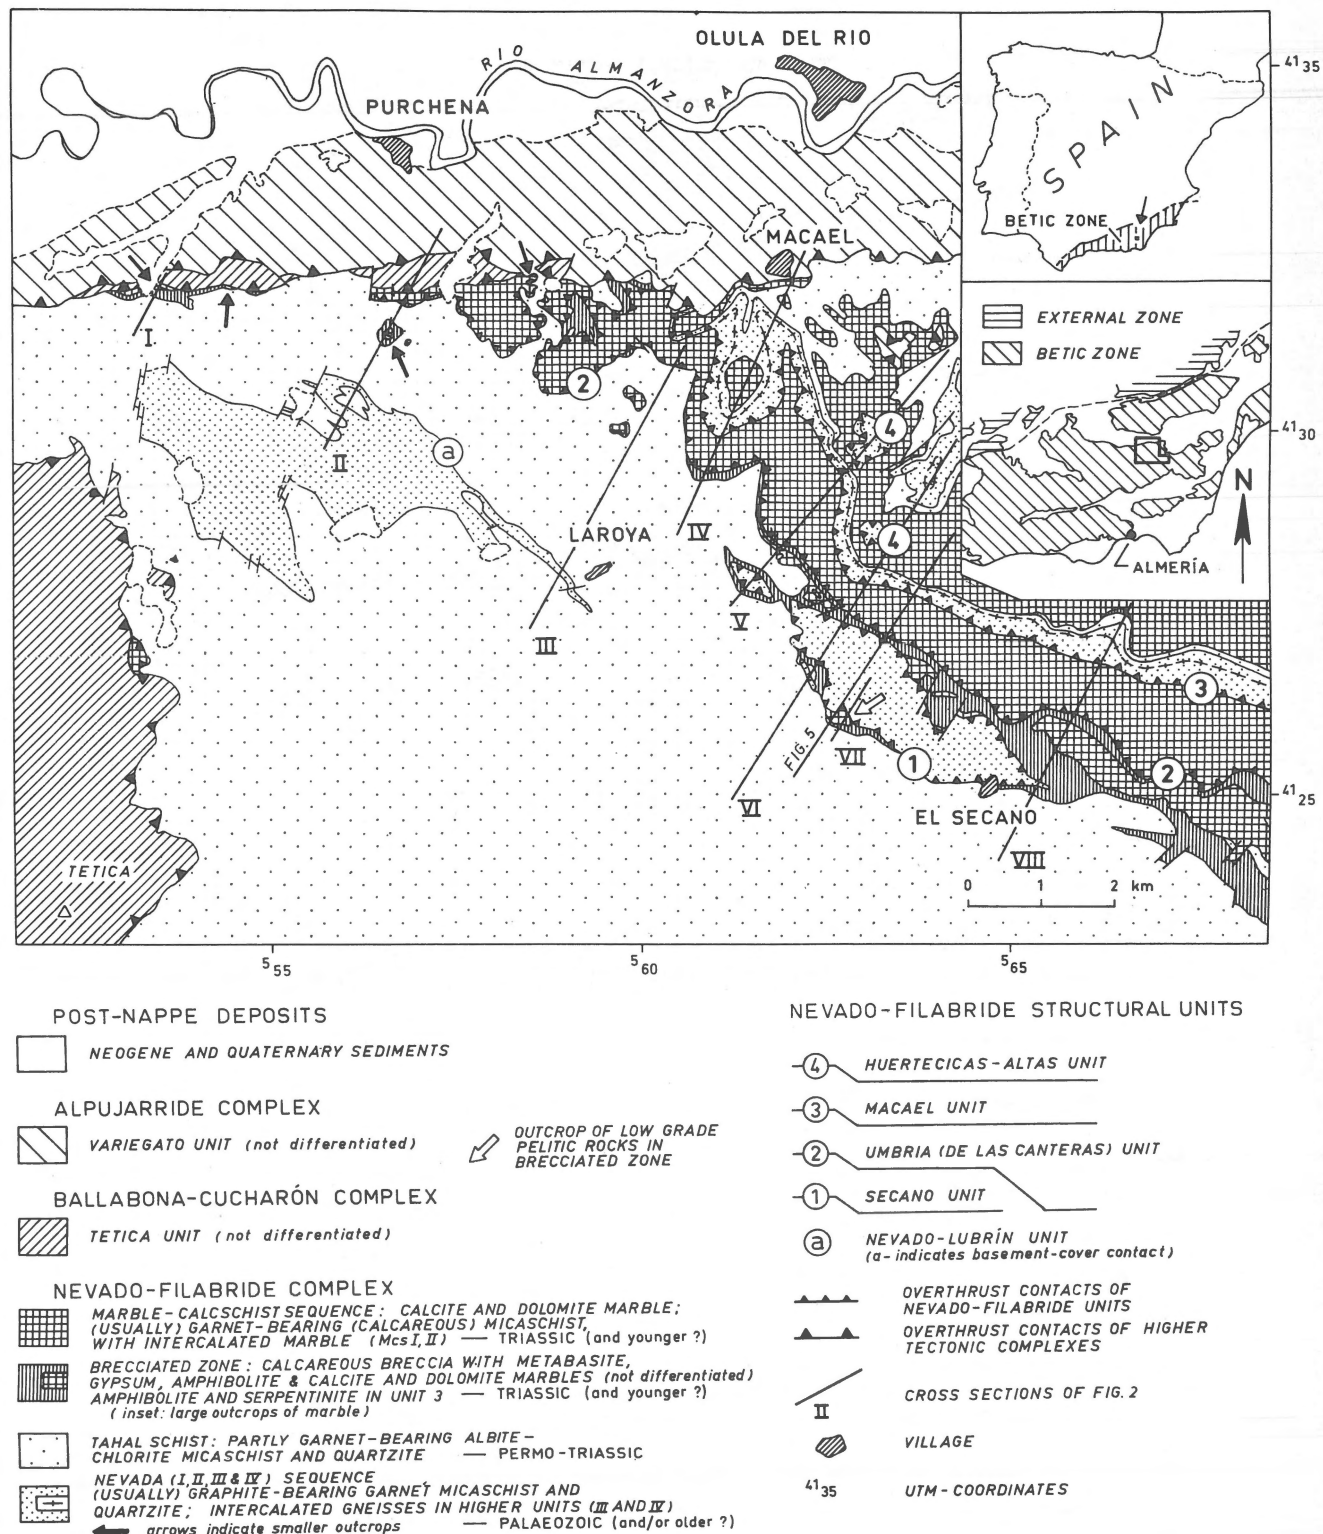 OLULA DEL RIO
RIO ALMANZORA
PURCHENA
MACAEL
SPAIN
BETIC ZONE
EXTERNAL ZONE
BETIC ZONE
N
ALMERÍA
41 35
41 30
41 25
I
II
a
2
4
4
IV
LAROYA
III
V
3
FIG. 5
VII
1
2
VI
EL SECANO
VIII
TETICA
0 1 2 km
5 55
5 60
5 65
POST-NAPPE DEPOSITS
NEOGENE AND QUATERNARY SEDIMENTS
ALPUJARRIDE COMPLEX
VARIEGATO UNIT (not differentiated)
OUTCROP OF LOW GRADE
PELITIC ROCKS IN
BRECCIATED ZONE
BALLABONA-CUCHARÓN COMPLEX
TETICA UNIT (not differentiated)
NEVADO-FILABRIDE COMPLEX
MARBLE-CALCSCHIST SEQUENCE: CALCITE AND DOLOMITE MARBLE;
(USUALLY) GARNET-BEARING (CALCAREOUS) MICASCHIST,
WITH INTERCALATED MARBLE (Mcs I, II) — TRIASSIC (and younger ?)
BRECCIATED ZONE: CALCAREOUS BRECCIA WITH METABASITE,
GYPSUM, AMPHIBOLITE & CALCITE AND DOLOMITE MARBLES (not differentiated)
AMPHIBOLITE AND SERPENTINITE IN UNIT 3 — TRIASSIC (and younger ?)
(inset: large outcrops of marble)
TAHAL SCHIST: PARTLY GARNET-BEARING ALBITE-
CHLORITE MICASCHIST AND QUARTZITE — PERMO-TRIASSIC
NEVADA (I, II, III & IV) SEQUENCE
(USUALLY) GRAPHITE-BEARING GARNET MICASCHIST AND
QUARTZITE; INTERCALATED GNEISSES IN HIGHER UNITS (III AND IV)
arrows indicate smaller outcrops — PALAEOZOIC (and/or older ?)
NEVADO-FILABRIDE STRUCTURAL UNITS
4 HUERTECICAS-ALTAS UNIT
3 MACAEL UNIT
2 UMBRIA (DE LAS CANTERAS) UNIT
1 SECANO UNIT
a NEVADO-LUBRÍN UNIT
(a- indicates basement-cover contact)
OVERTHRUST CONTACTS OF
NEVADO-FILABRIDE UNITS
OVERTHRUST CONTACTS OF HIGHER
TECTONIC COMPLEXES
II CROSS SECTIONS OF FIG. 2
VILLAGE
41 35 UTM-COORDINATES